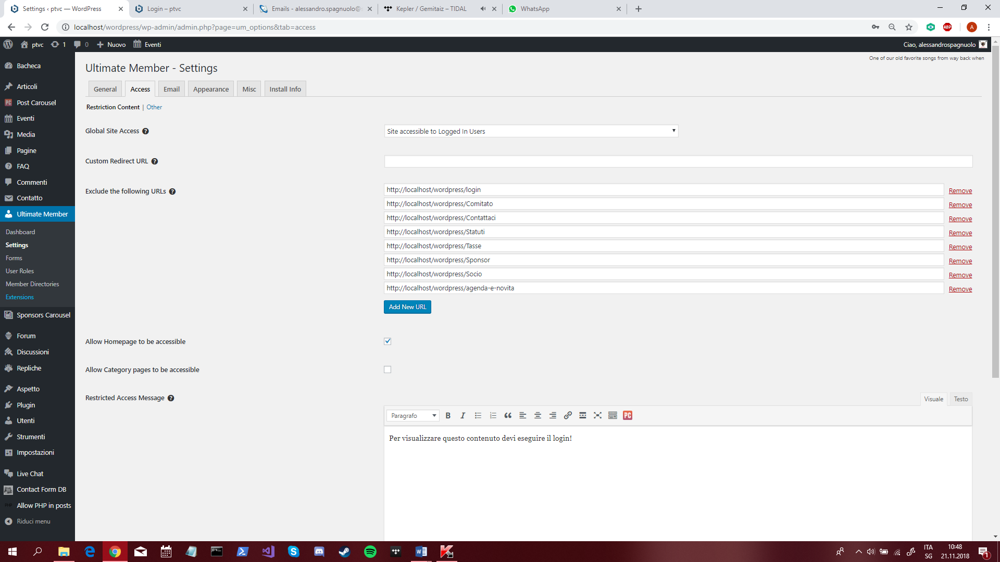 Settings ‹ ptvc — WordPress
Login – ptvc
Emails - alessandro.spagnuolo@
Kepler / Gemitaiz – TIDAL
WhatsApp
localhost/wordpress/wp-admin/admin.php?page=um_options&tab=access
ABP
A
ptvc
1
0
Nuovo
Eventi
Ciao, alessandrospagnuolo
One of our old favorite songs from way back when
Bacheca
Articoli
PC
Post Carousel
Eventi
Media
Pagine
FAQ
Commenti
Contatto
Ultimate Member
Dashboard
Settings
Forms
User Roles
Member Directories
Extensions
Sponsors Carousel
Forum
Discussioni
Repliche
Aspetto
Plugin
Utenti
Strumenti
Impostazioni
Live Chat
Contact Form DB
PHP
Allow PHP in posts
Riduci menu
Ultimate Member - Settings
General
Access
Email
Appearance
Misc
Install Info
Restriction Content | Other
Global Site Access
Site accessible to Logged In Users
Custom Redirect URL
Exclude the following URLs
http://localhost/wordpress/login Remove
http://localhost/wordpress/Comitato Remove
http://localhost/wordpress/Contattaci Remove
http://localhost/wordpress/Statuti Remove
http://localhost/wordpress/Tasse Remove
http://localhost/wordpress/Sponsor Remove
http://localhost/wordpress/Socio Remove
http://localhost/wordpress/agenda-e-novita Remove
Add New URL
Allow Homepage to be accessible
Allow Category pages to be accessible
Restricted Access Message
Visuale Testo
Paragrafo
B
I
PC
Per visualizzare questo contenuto devi eseguire il login!
ITA
SG
10:48
21.11.2018
1